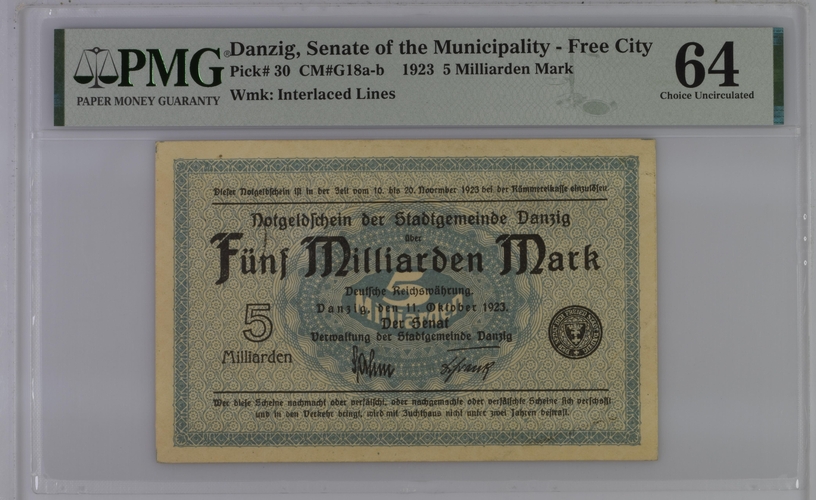 PMG
PAPER MONEY GUARANTY
Danzig, Senate of the Municipality - Free City
Pick# 30 CM#G18a-b 1923 5 Milliarden Mark
Wmk: Interlaced Lines
64
Choice Uncirculated
Dieser Notgeldschein ist in der Zeit vom 10. bis 20. November 1923 bei der Kämmereikasse einzulösen
Notgeldschein der Stadtgemeinde Danzig
über
Fünf Milliarden Mark
Deutsche Reichswährung.
Danzig, den 11. Oktober 1923.
Der Senat
Verwaltung der Stadtgemeinde Danzig
5
Milliarden
Sahm
Franz
Wer diese Scheine nachmacht oder verfälscht, oder nachgemachte oder verfälschte Scheine sich verschafft
und in den Verkehr bringt, wird mit Zuchthaus nicht unter zwei Jahren bestraft.